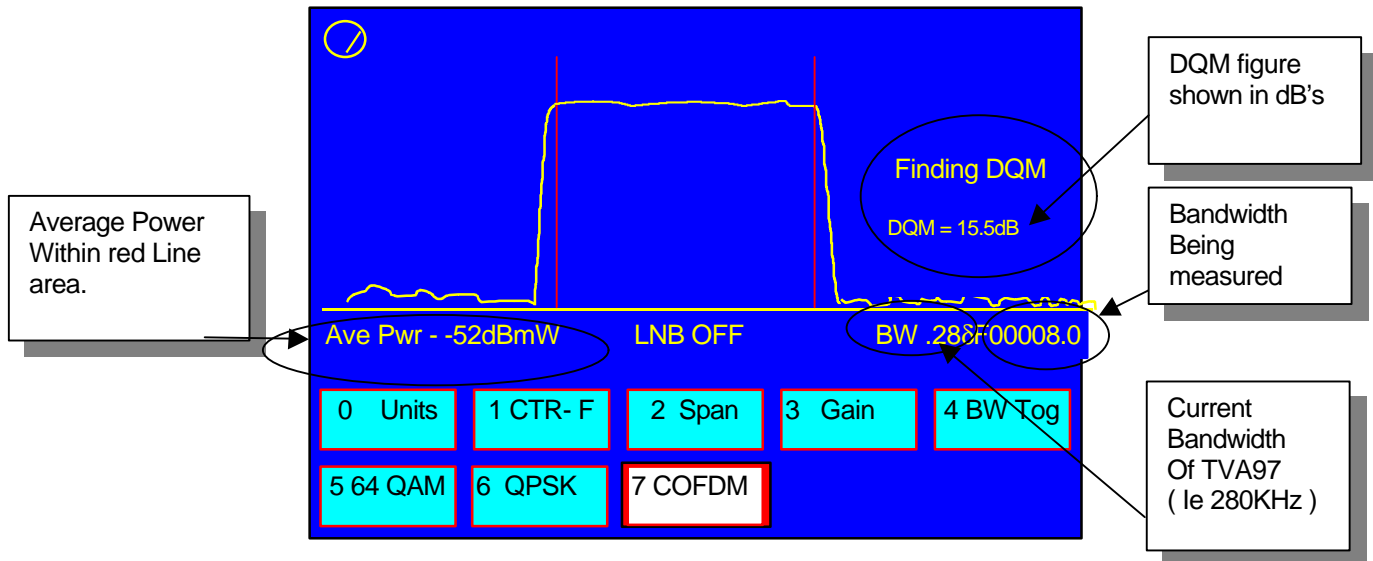 DQM figure
shown in dB's
Finding DQM
DQM = 15.5dB
Average Power
Within red Line
area.
Bandwidth
Being
measured
Ave Pwr - -52dBmW
LNB OFF
BW .288F00008.0
0 Units
1 CTR- F
2 Span
3 Gain
4 BW Tog
5 64 QAM
6 QPSK
7 COFDM
Current
Bandwidth
Of TVA97
( Ie 280KHz )